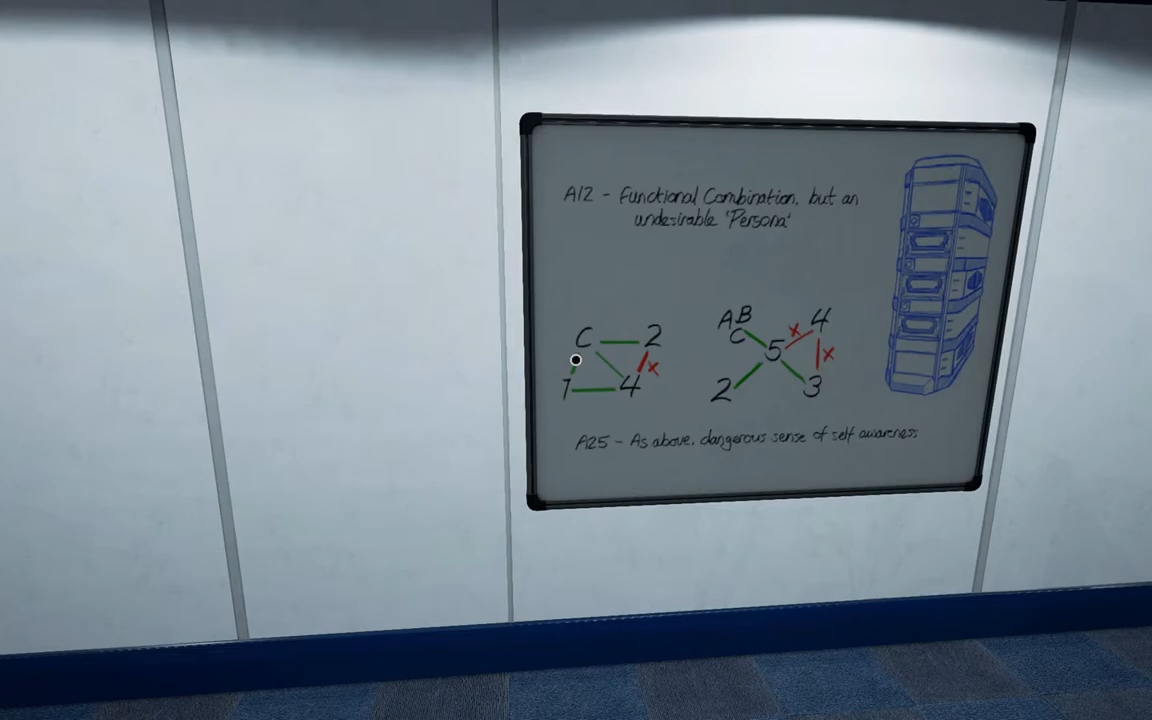 A12 - Functional Combination, but an
undesirable 'Persona'
C 2
1 4
AB
C 4
5
2 3
x
x
x
A25 - As above, dangerous sense of self awareness